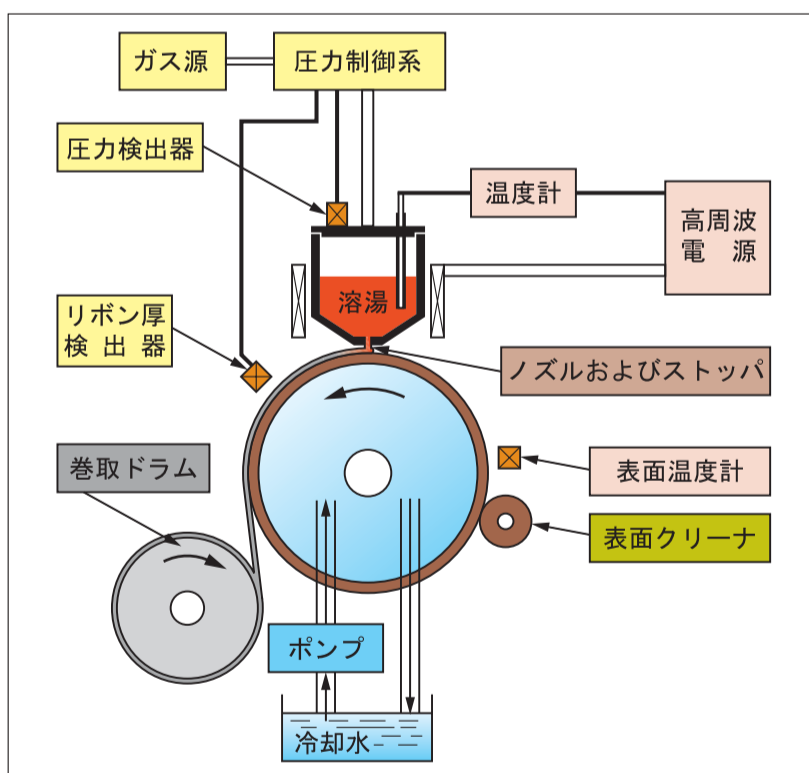 ガス源
圧力制御系
圧力検出器
温度計
高周波
電源
溶湯
リボン厚
検出器
ノズルおよびストッパ
巻取ドラム
表面温度計
表面クリーナ
ポンプ
冷却水